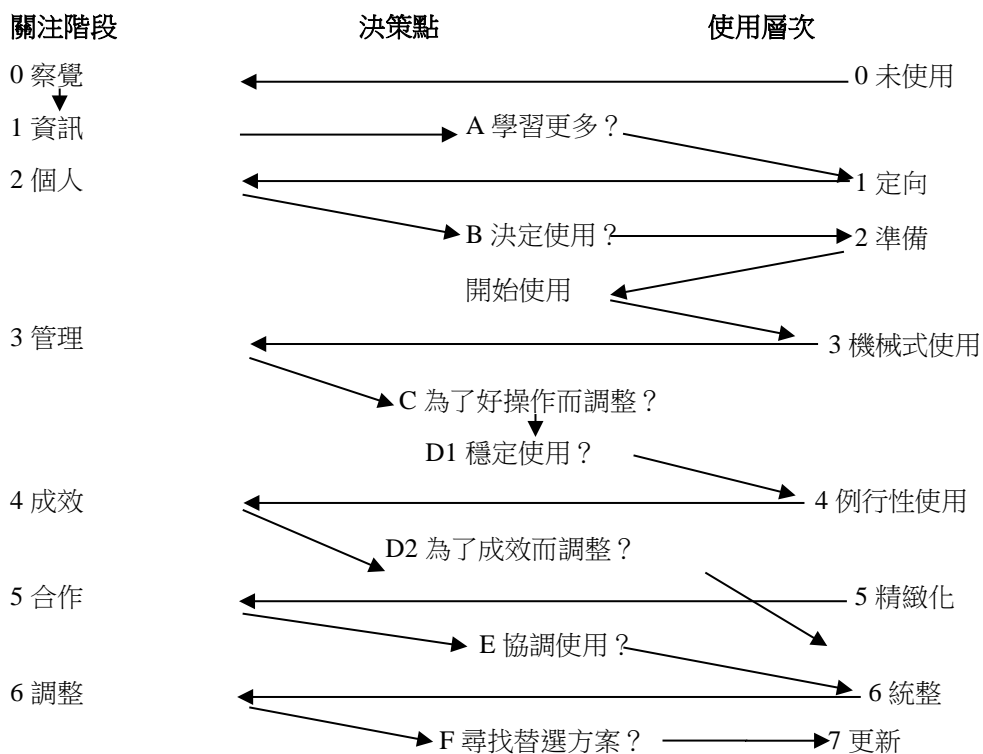 關注階段 決策點 使用層次
0 察覺 0 未使用
1 資訊 A 學習更多？
2 個人 1 定向
B 決定使用？ 2 準備
開始使用
3 管理 3 機械式使用
C 為了好操作而調整？
D1 穩定使用？
4 成效 4 例行性使用
D2 為了成效而調整？
5 合作 5 精緻化
E 協調使用？
6 調整 6 統整
F 尋找替選方案？ 7 更新